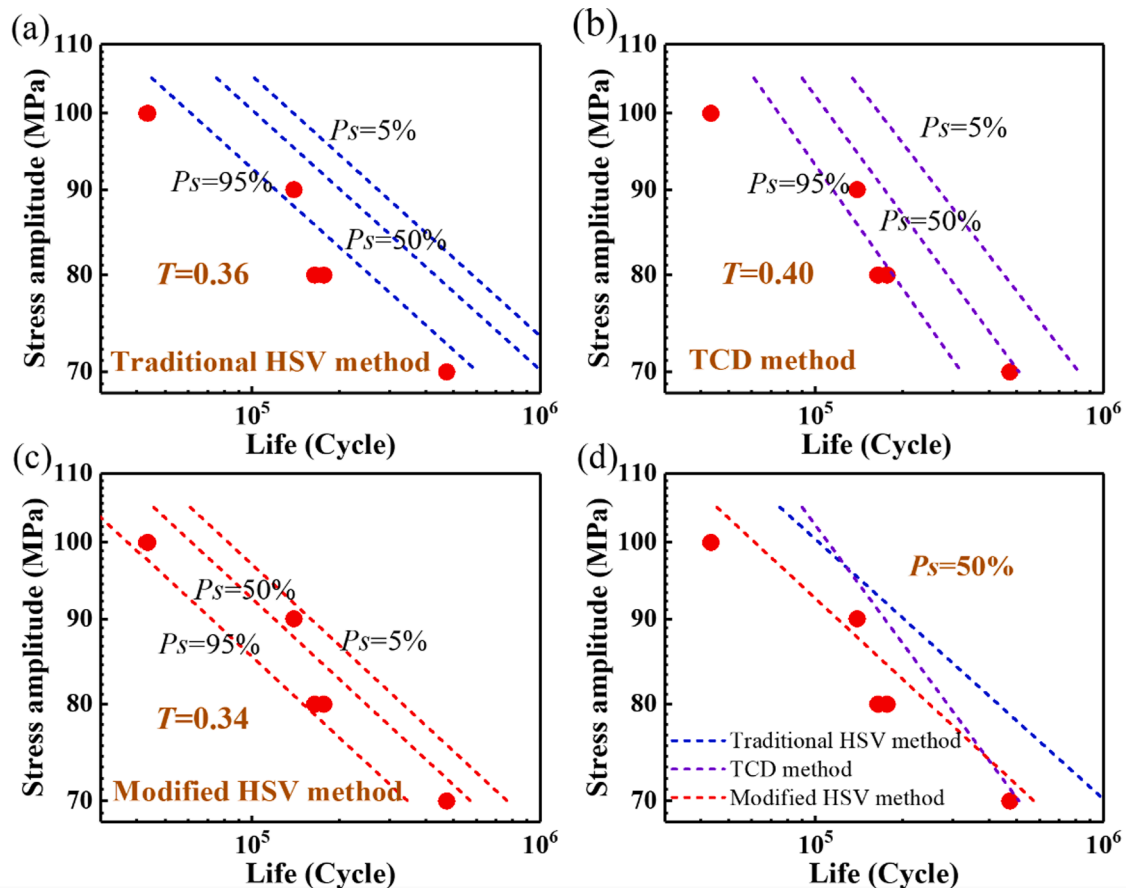 (a)
110
100
90
80
70
Stress amplitude (MPa)
Ps=5%
Ps=95%
Ps=50%
T=0.36
Traditional HSV method
10⁵
10⁶
Life (Cycle)
(b)
110
100
90
80
70
Stress amplitude (MPa)
Ps=5%
Ps=95%
Ps=50%
T=0.40
TCD method
10⁵
10⁶
Life (Cycle)
(c)
110
100
90
80
70
Stress amplitude (MPa)
Ps=50%
Ps=95%
Ps=5%
T=0.34
Modified HSV method
10⁵
10⁶
Life (Cycle)
(d)
110
100
90
80
70
Stress amplitude (MPa)
Ps=50%
Traditional HSV method
TCD method
Modified HSV method
10⁵
10⁶
Life (Cycle)